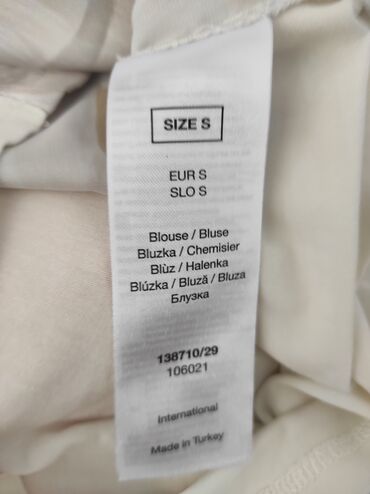 SIZE S
EUR S
SLO S
Blouse / Bluse
Bluzka / Chemisier
Blùz / Halenka
Blúzka / Bluză / Bluza
Блузка
138710/29
106021
International
Made in Turkey